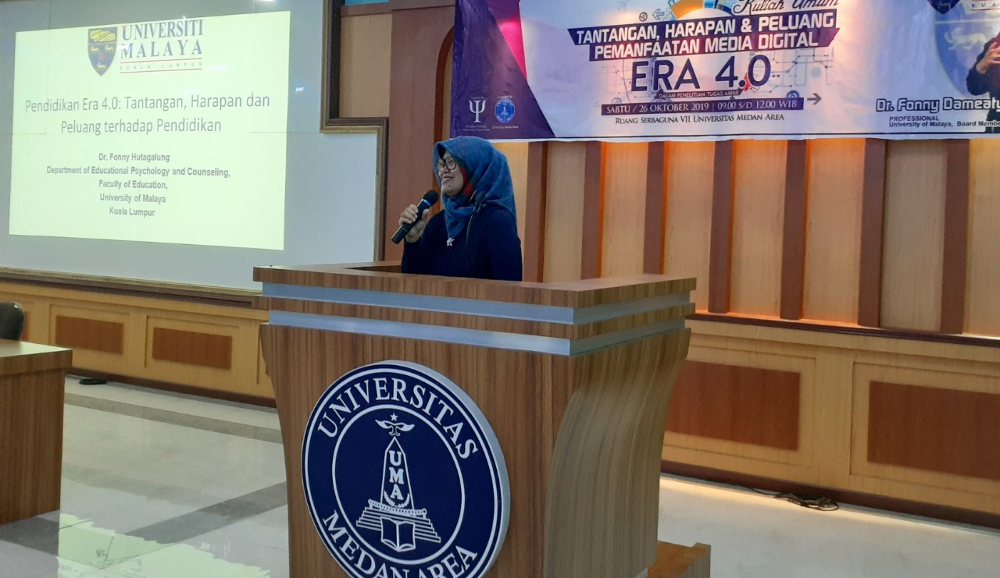 UNIVERSITI
MALAYA
KUALA LUMPUR
Pendidikan Era 4.0: Tantangan, Harapan dan
Peluang terhadap Pendidikan
Dr. Fonny Hutagalung
Department of Educational Psychology and Counseling,
Faculty of Education,
University of Malaya
Kuala Lumpur
Kuliah Umum
TANTANGAN, HARAPAN & PELUANG
PEMANFAATAN MEDIA DIGITAL
ERA 4.0
DALAM PENELITIAN TUGAS AKHIR
SABTU / 26 OKTOBER 2019 | 09.00 S/D 12.00 WIB
RUANG SERBAGUNA VII UNIVERSITAS MEDAN AREA
Dr. Fonny
PROFESSIONAL
University of Malaya, Board Membe
UNIVERSITAS
UMA
MEDAN AREA